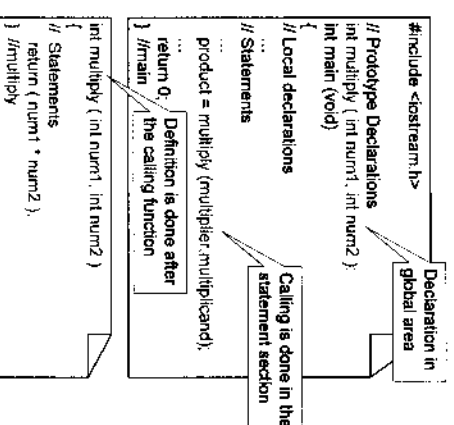 #include <iostream.h>
...
// Prototype Declarations
int multiply ( int num1, int num2 );
Declaration in
global area
int main (void)
{
// Local declarations
...
// Statements
...
product = multiply (multiplier,multiplicand);
Calling is done in the
statement section
...
return 0;
} //main
Definition is done after
the calling function
int multiply ( int num1, int num2 )
{
// Statements
return ( num1 * num2 );
} //multiply